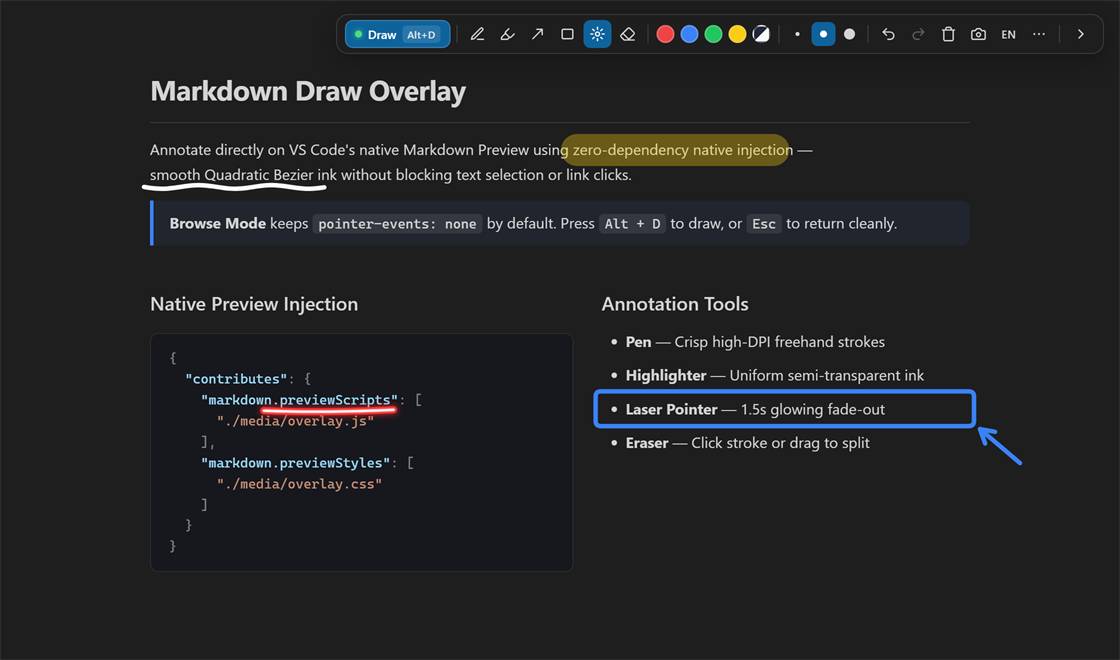 Draw Alt+D EN
Markdown Draw Overlay
Annotate directly on VS Code's native Markdown Preview using zero-dependency native injection —
smooth Quadratic Bezier ink without blocking text selection or link clicks.
Browse Mode keeps pointer-events: none by default. Press Alt + D to draw, or Esc to return cleanly.
Native Preview Injection
{
"contributes": {
"markdown.previewScripts": [
"./media/overlay.js"
],
"markdown.previewStyles": [
"./media/overlay.css"
]
}
}
Annotation Tools
• Pen — Crisp high-DPI freehand strokes
• Highlighter — Uniform semi-transparent ink
• Laser Pointer — 1.5s glowing fade-out
• Eraser — Click stroke or drag to split